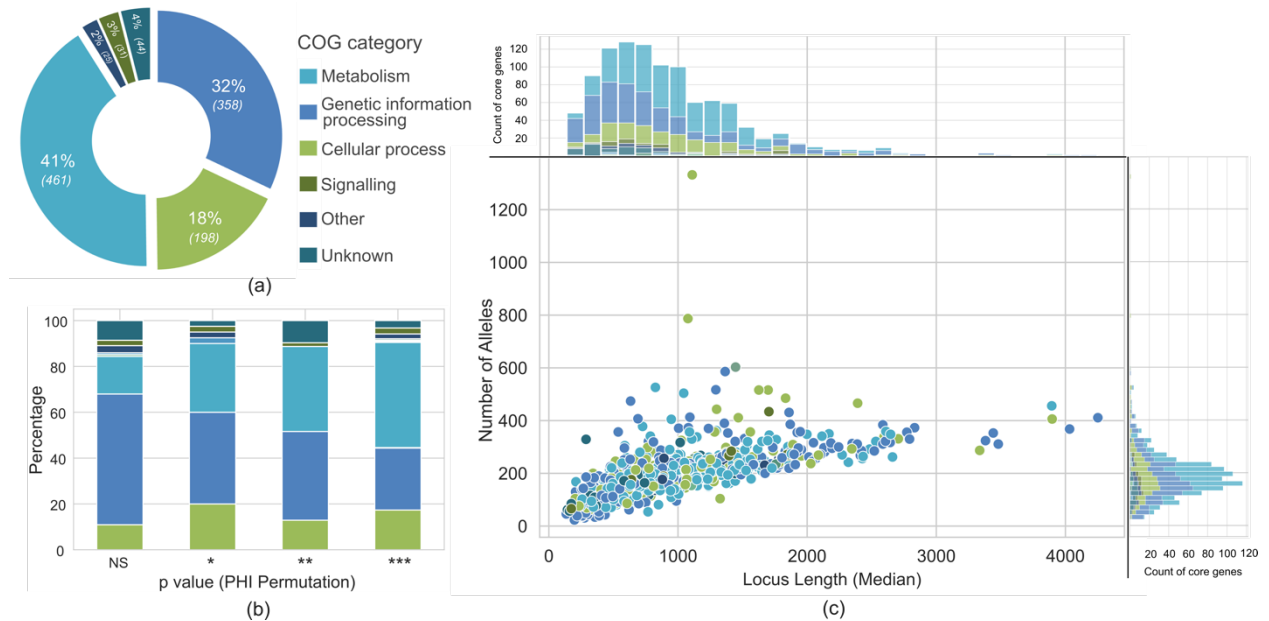 4%
(44)
3%
(31)
2%
(25)
32%
(358)
41%
(461)
18%
(198)
COG category
Metabolism
Genetic information
processing
Cellular process
Signalling
Other
Unknown
(a)
Percentage
100
80
60
40
20
0
NS
*
**
***
p value (PHI Permutation)
(b)
Count of core genes
120
100
80
60
40
20
Number of Alleles
1200
1000
800
600
400
200
0
0
1000
2000
3000
4000
Locus Length (Median)
20 40 60 80 100 120
Count of core genes
(c)